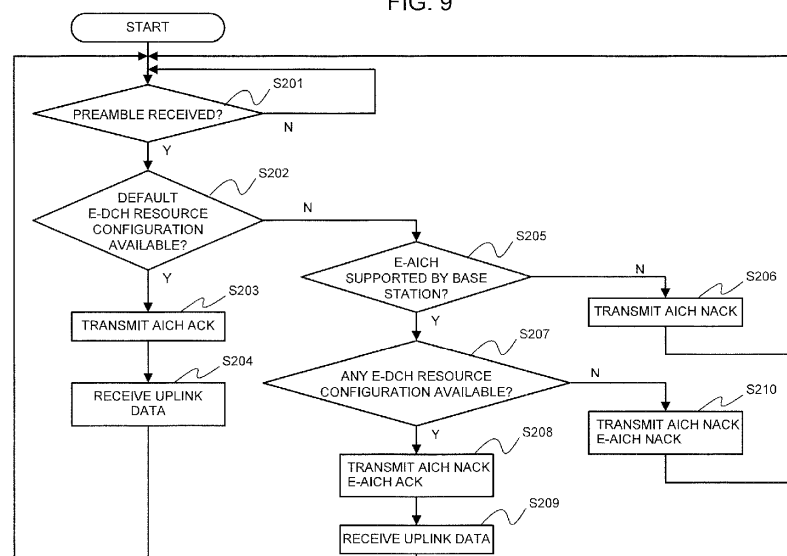 FIG. 9
START
S201
PREAMBLE RECEIVED?
N
Y
S202
DEFAULT
E-DCH RESOURCE
CONFIGURATION
AVAILABLE?
N
Y
S205
E-AICH
SUPPORTED BY BASE
STATION?
N
Y
S203
TRANSMIT AICH ACK
S206
TRANSMIT AICH NACK
S204
RECEIVE UPLINK
DATA
S207
ANY E-DCH RESOURCE
CONFIGURATION AVAILABLE?
N
Y
S210
TRANSMIT AICH NACK
E-AICH NACK
S208
TRANSMIT AICH NACK
E-AICH ACK
S209
RECEIVE UPLINK DATA